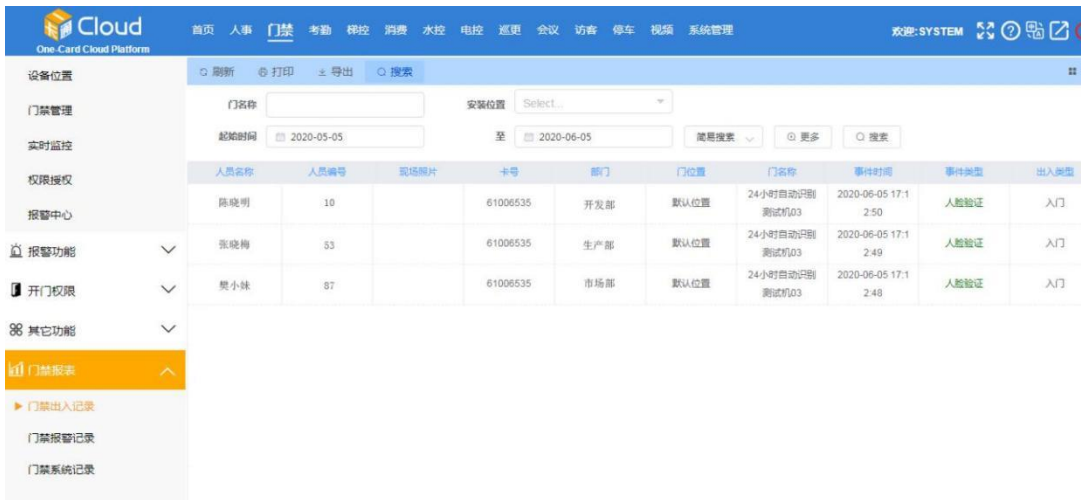 Cloud
One-Card Cloud Platform
首页 人事 门禁 考勤 梯控 消费 水控 电控 巡更 会议 访客 停车 视频 系统管理
欢迎:SYSTEM
设备位置
门禁管理
实时监控
权限授权
报警中心
报警功能
开门权限
其它功能
门禁报表
门禁出入记录
门禁报警记录
门禁系统记录
刷新 打印 导出 搜索
门名称 安装位置 Select...
起始时间 2020-05-05 至 2020-06-05 简易搜索 更多 搜索
人员名称 人员编号 现场照片 卡号 部门 门位置 门名称 事件时间 事件类型 出入类型
陈晓明 10 61006535 开发部 默认位置 24小时自动识别 2020-06-05 17:1 人脸验证 入门
测试机03 2:50
张晓梅 53 61006535 生产部 默认位置 24小时自动识别 2020-06-05 17:1 人脸验证 入门
测试机03 2:49
樊小妹 87 61006535 市场部 默认位置 24小时自动识别 2020-06-05 17:1 人脸验证 入门
测试机03 2:48